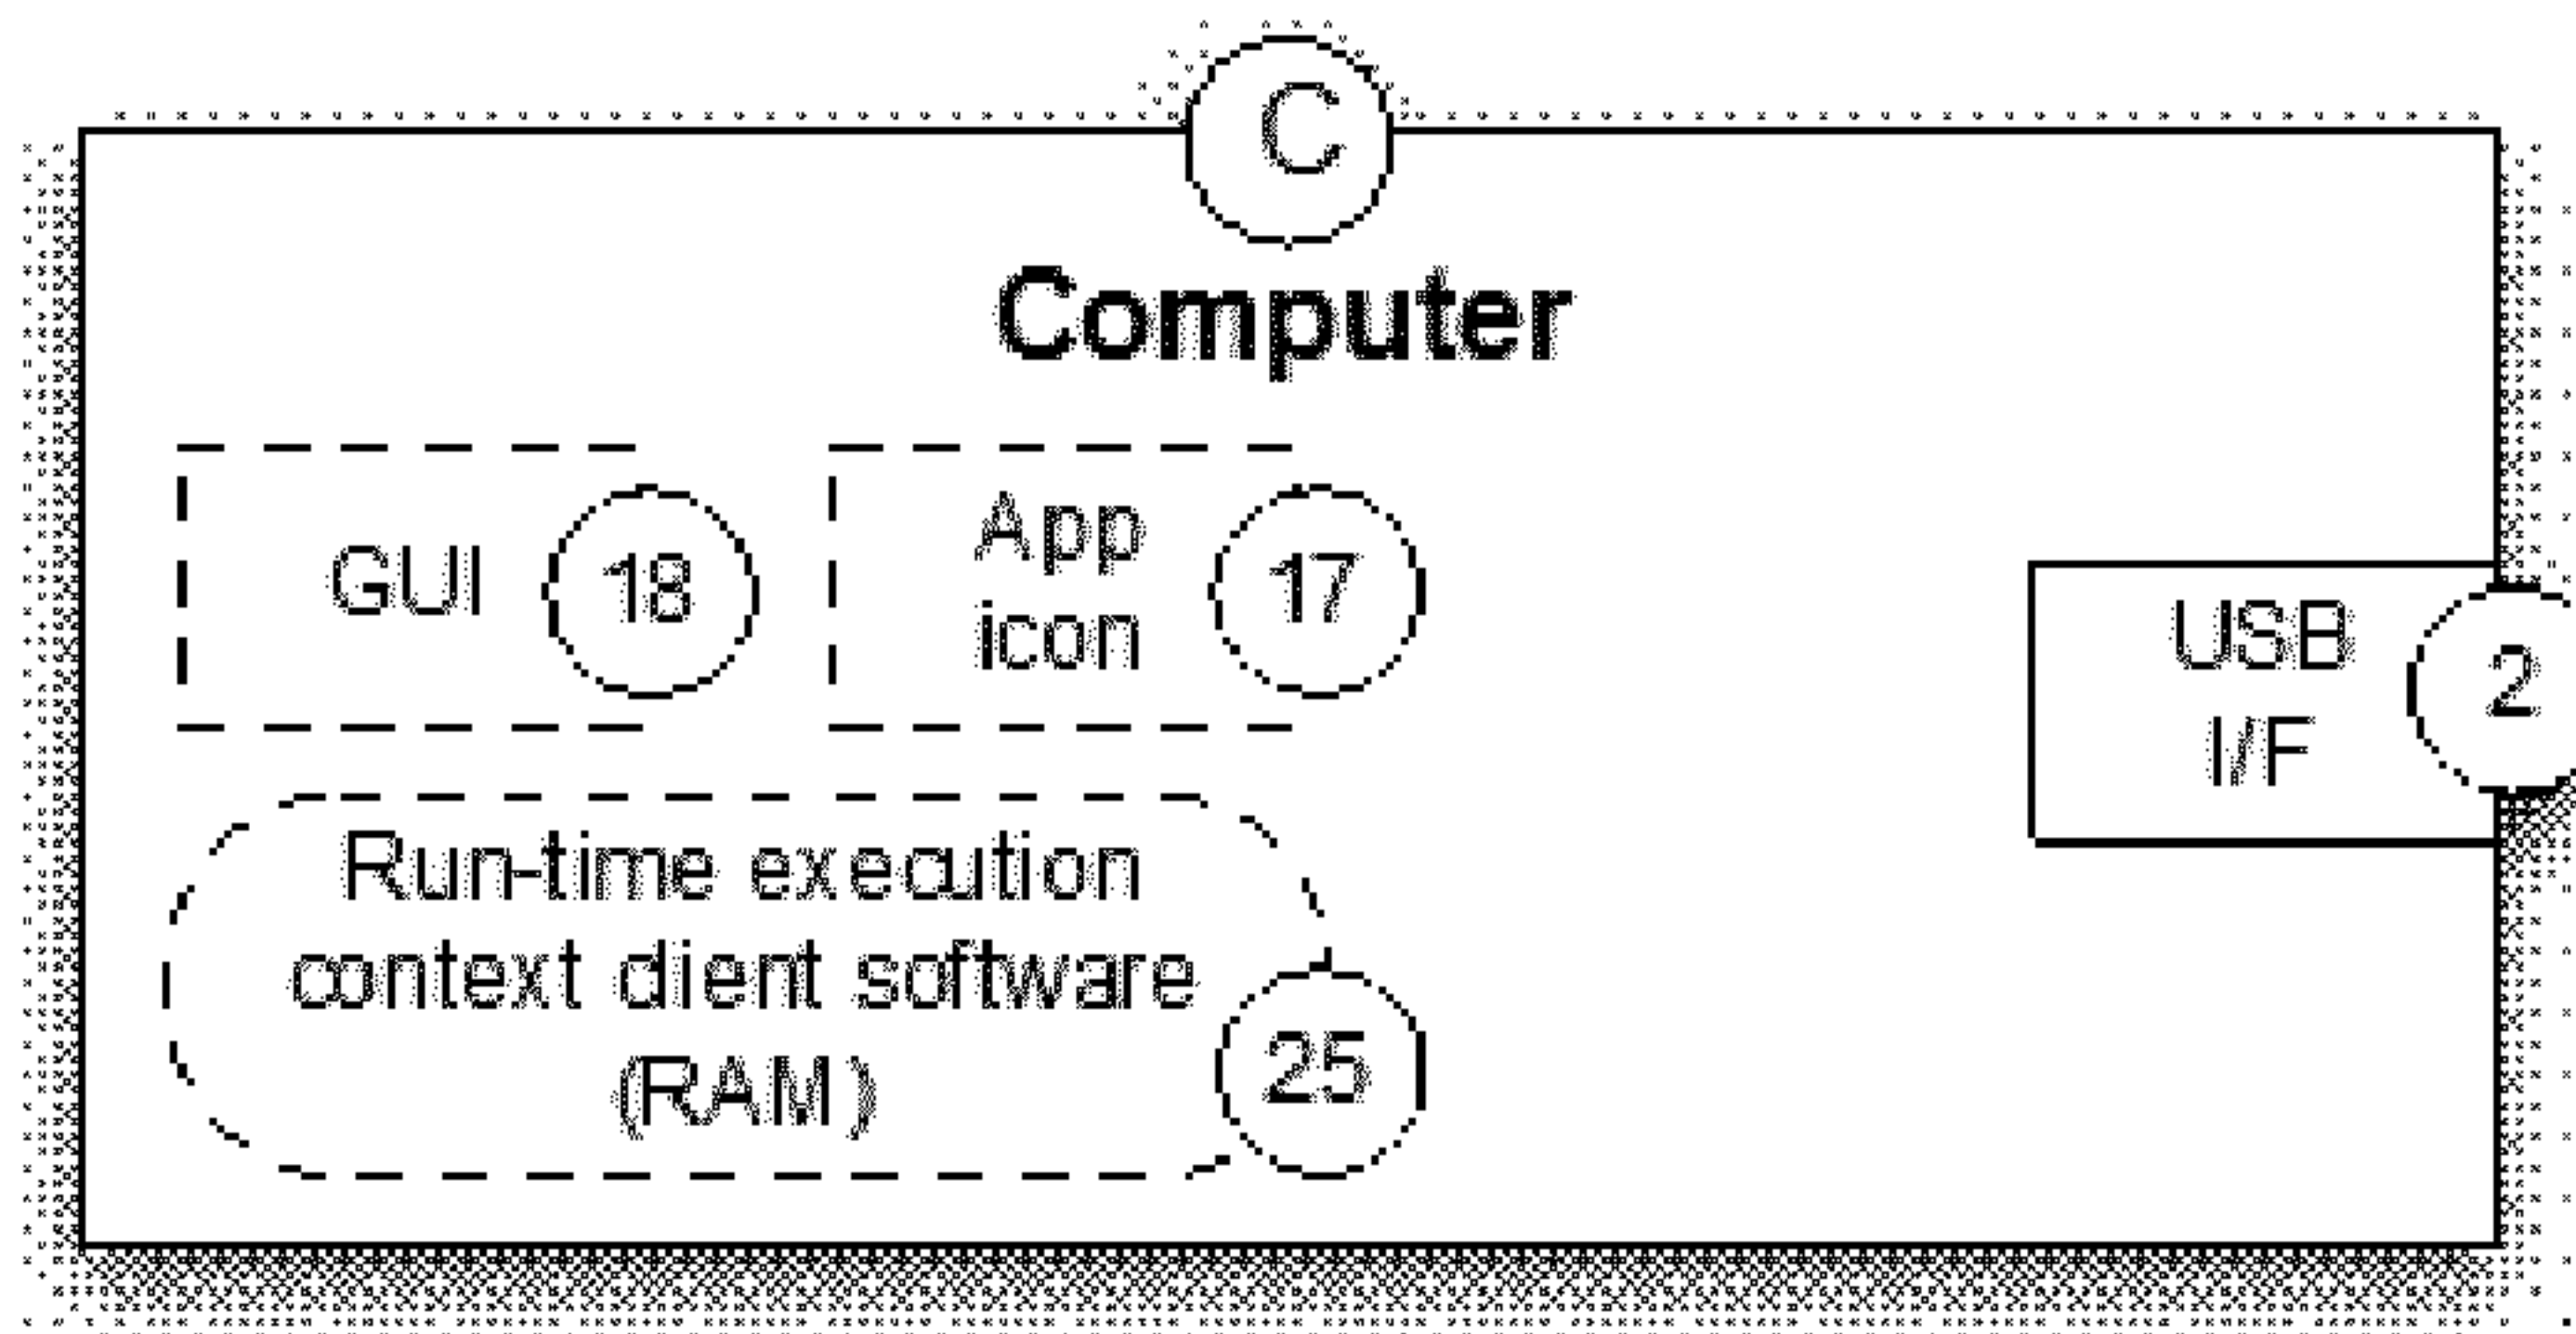 C
Computer
GUI
18
App
icon
17
USB
I/F
2
Run-time execution
context client software
(RAM)
25